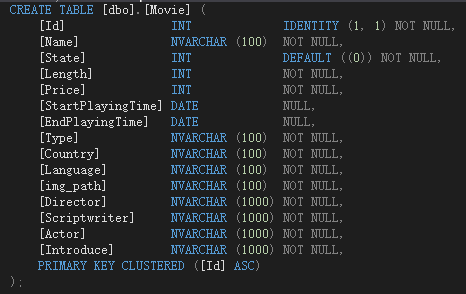 CREATE TABLE [dbo].[Movie] (
    [Id]               INT             IDENTITY (1, 1) NOT NULL,
    [Name]             NVARCHAR (100)  NOT NULL,
    [State]            INT             DEFAULT ((0)) NOT NULL,
    [Length]           INT             NOT NULL,
    [Price]            INT             NOT NULL,
    [StartPlayingTime] DATE            NULL,
    [EndPlayingTime]   DATE            NULL,
    [Type]             NVARCHAR (100)  NOT NULL,
    [Country]          NVARCHAR (100)  NOT NULL,
    [Language]         NVARCHAR (100)  NOT NULL,
    [img_path]         NVARCHAR (100)  NOT NULL,
    [Director]         NVARCHAR (1000) NOT NULL,
    [Scriptwriter]     NVARCHAR (1000) NOT NULL,
    [Actor]            NVARCHAR (1000) NOT NULL,
    [Introduce]        NVARCHAR (1000) NOT NULL,
    PRIMARY KEY CLUSTERED ([Id] ASC)
);